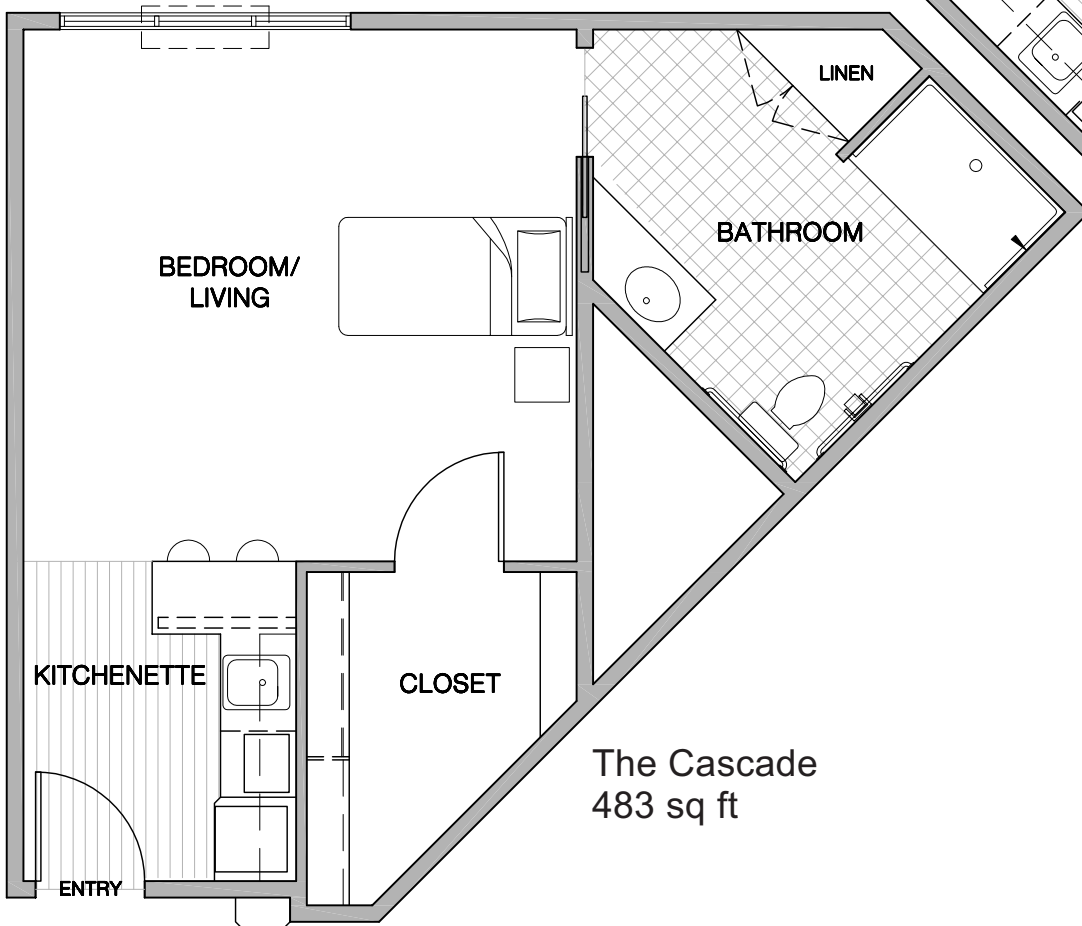 LINEN
BATHROOM
BEDROOM/
LIVING
KITCHENETTE
CLOSET
The Cascade
483 sq ft
ENTRY